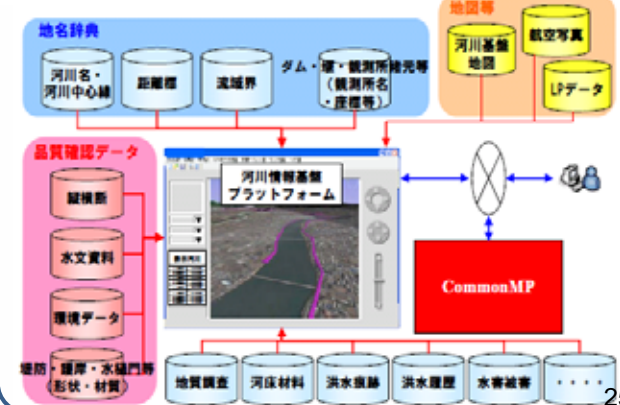 地名辞典
河川名・
河川中心線
距離標
流域界
ダム・堰・観測所緒元等
（観測所名
・座標等）
地図等
河川基盤
地図
航空写真
LPデータ
品質確認データ
縦横断
水文資料
環境データ
堤防・護岸・水樋門等
（形状・材質）
河川情報基盤
プラットフォーム
CommonMP
地質調査
河床材料
洪水痕跡
洪水履歴
水害被害
・・・・